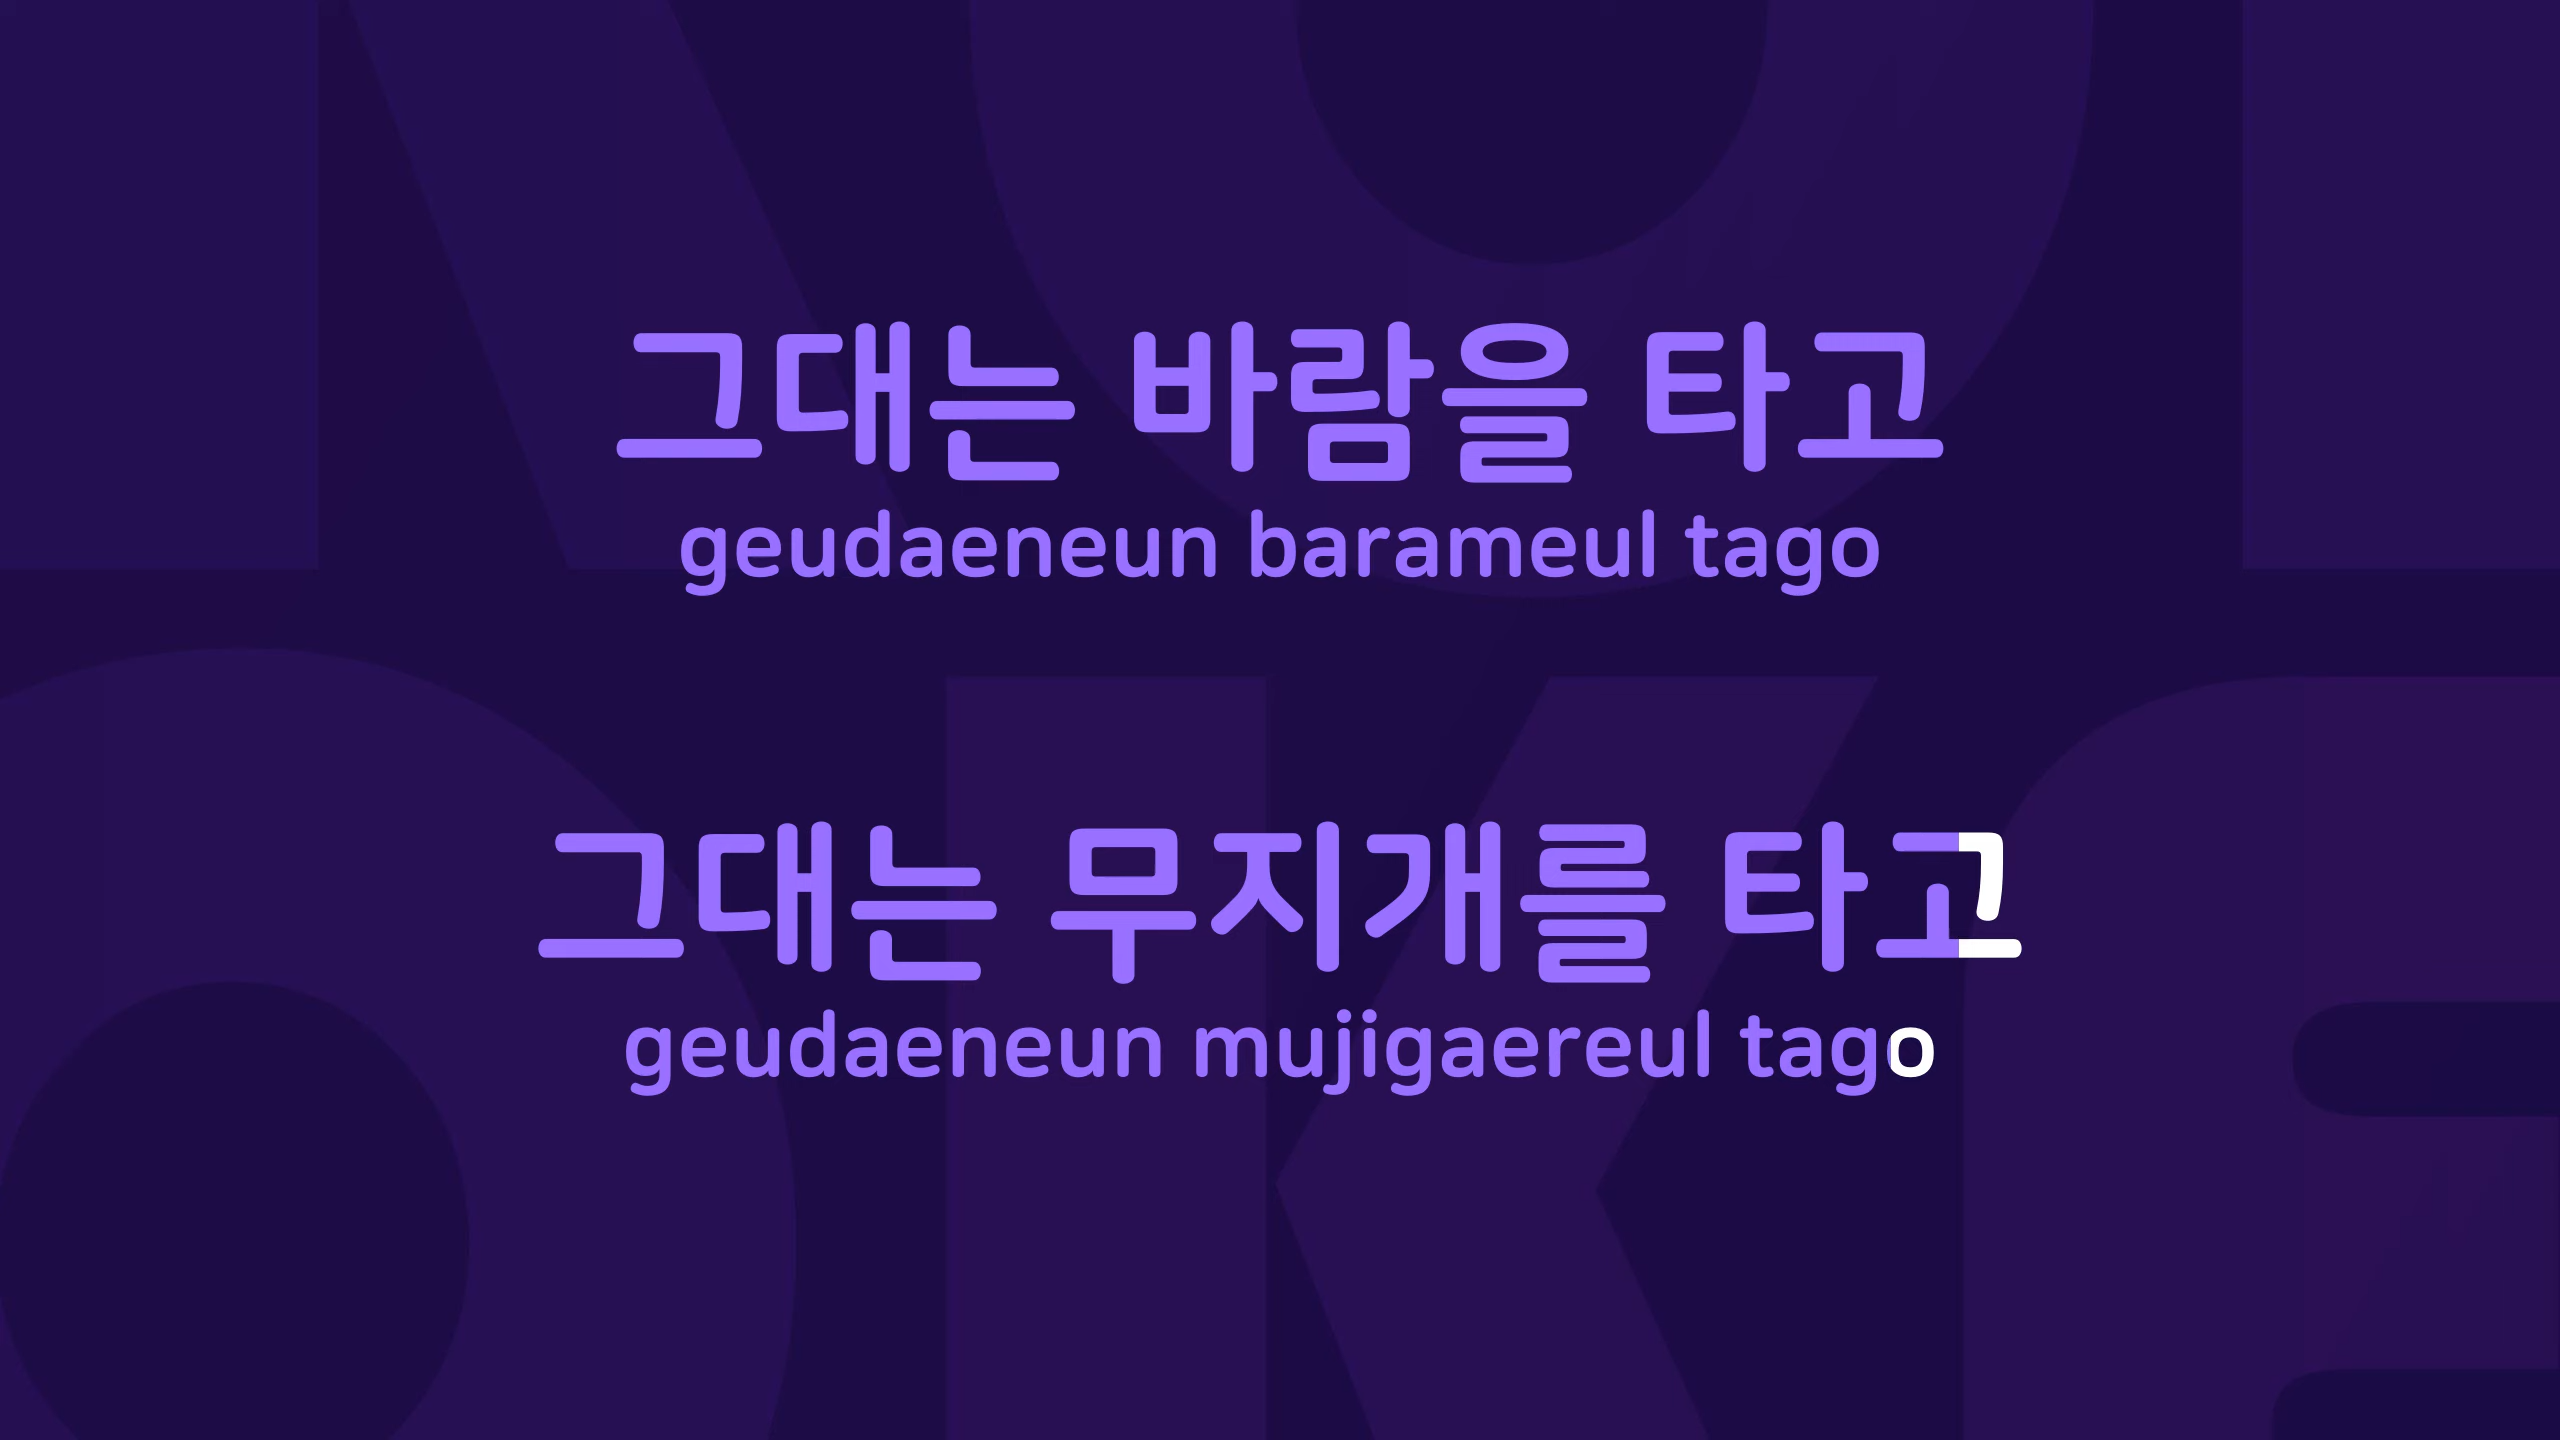 그대는 바람을 타고
geudaeneun barameul tago
그대는 무지개를 타고
geudaeneun mujigaereul tago